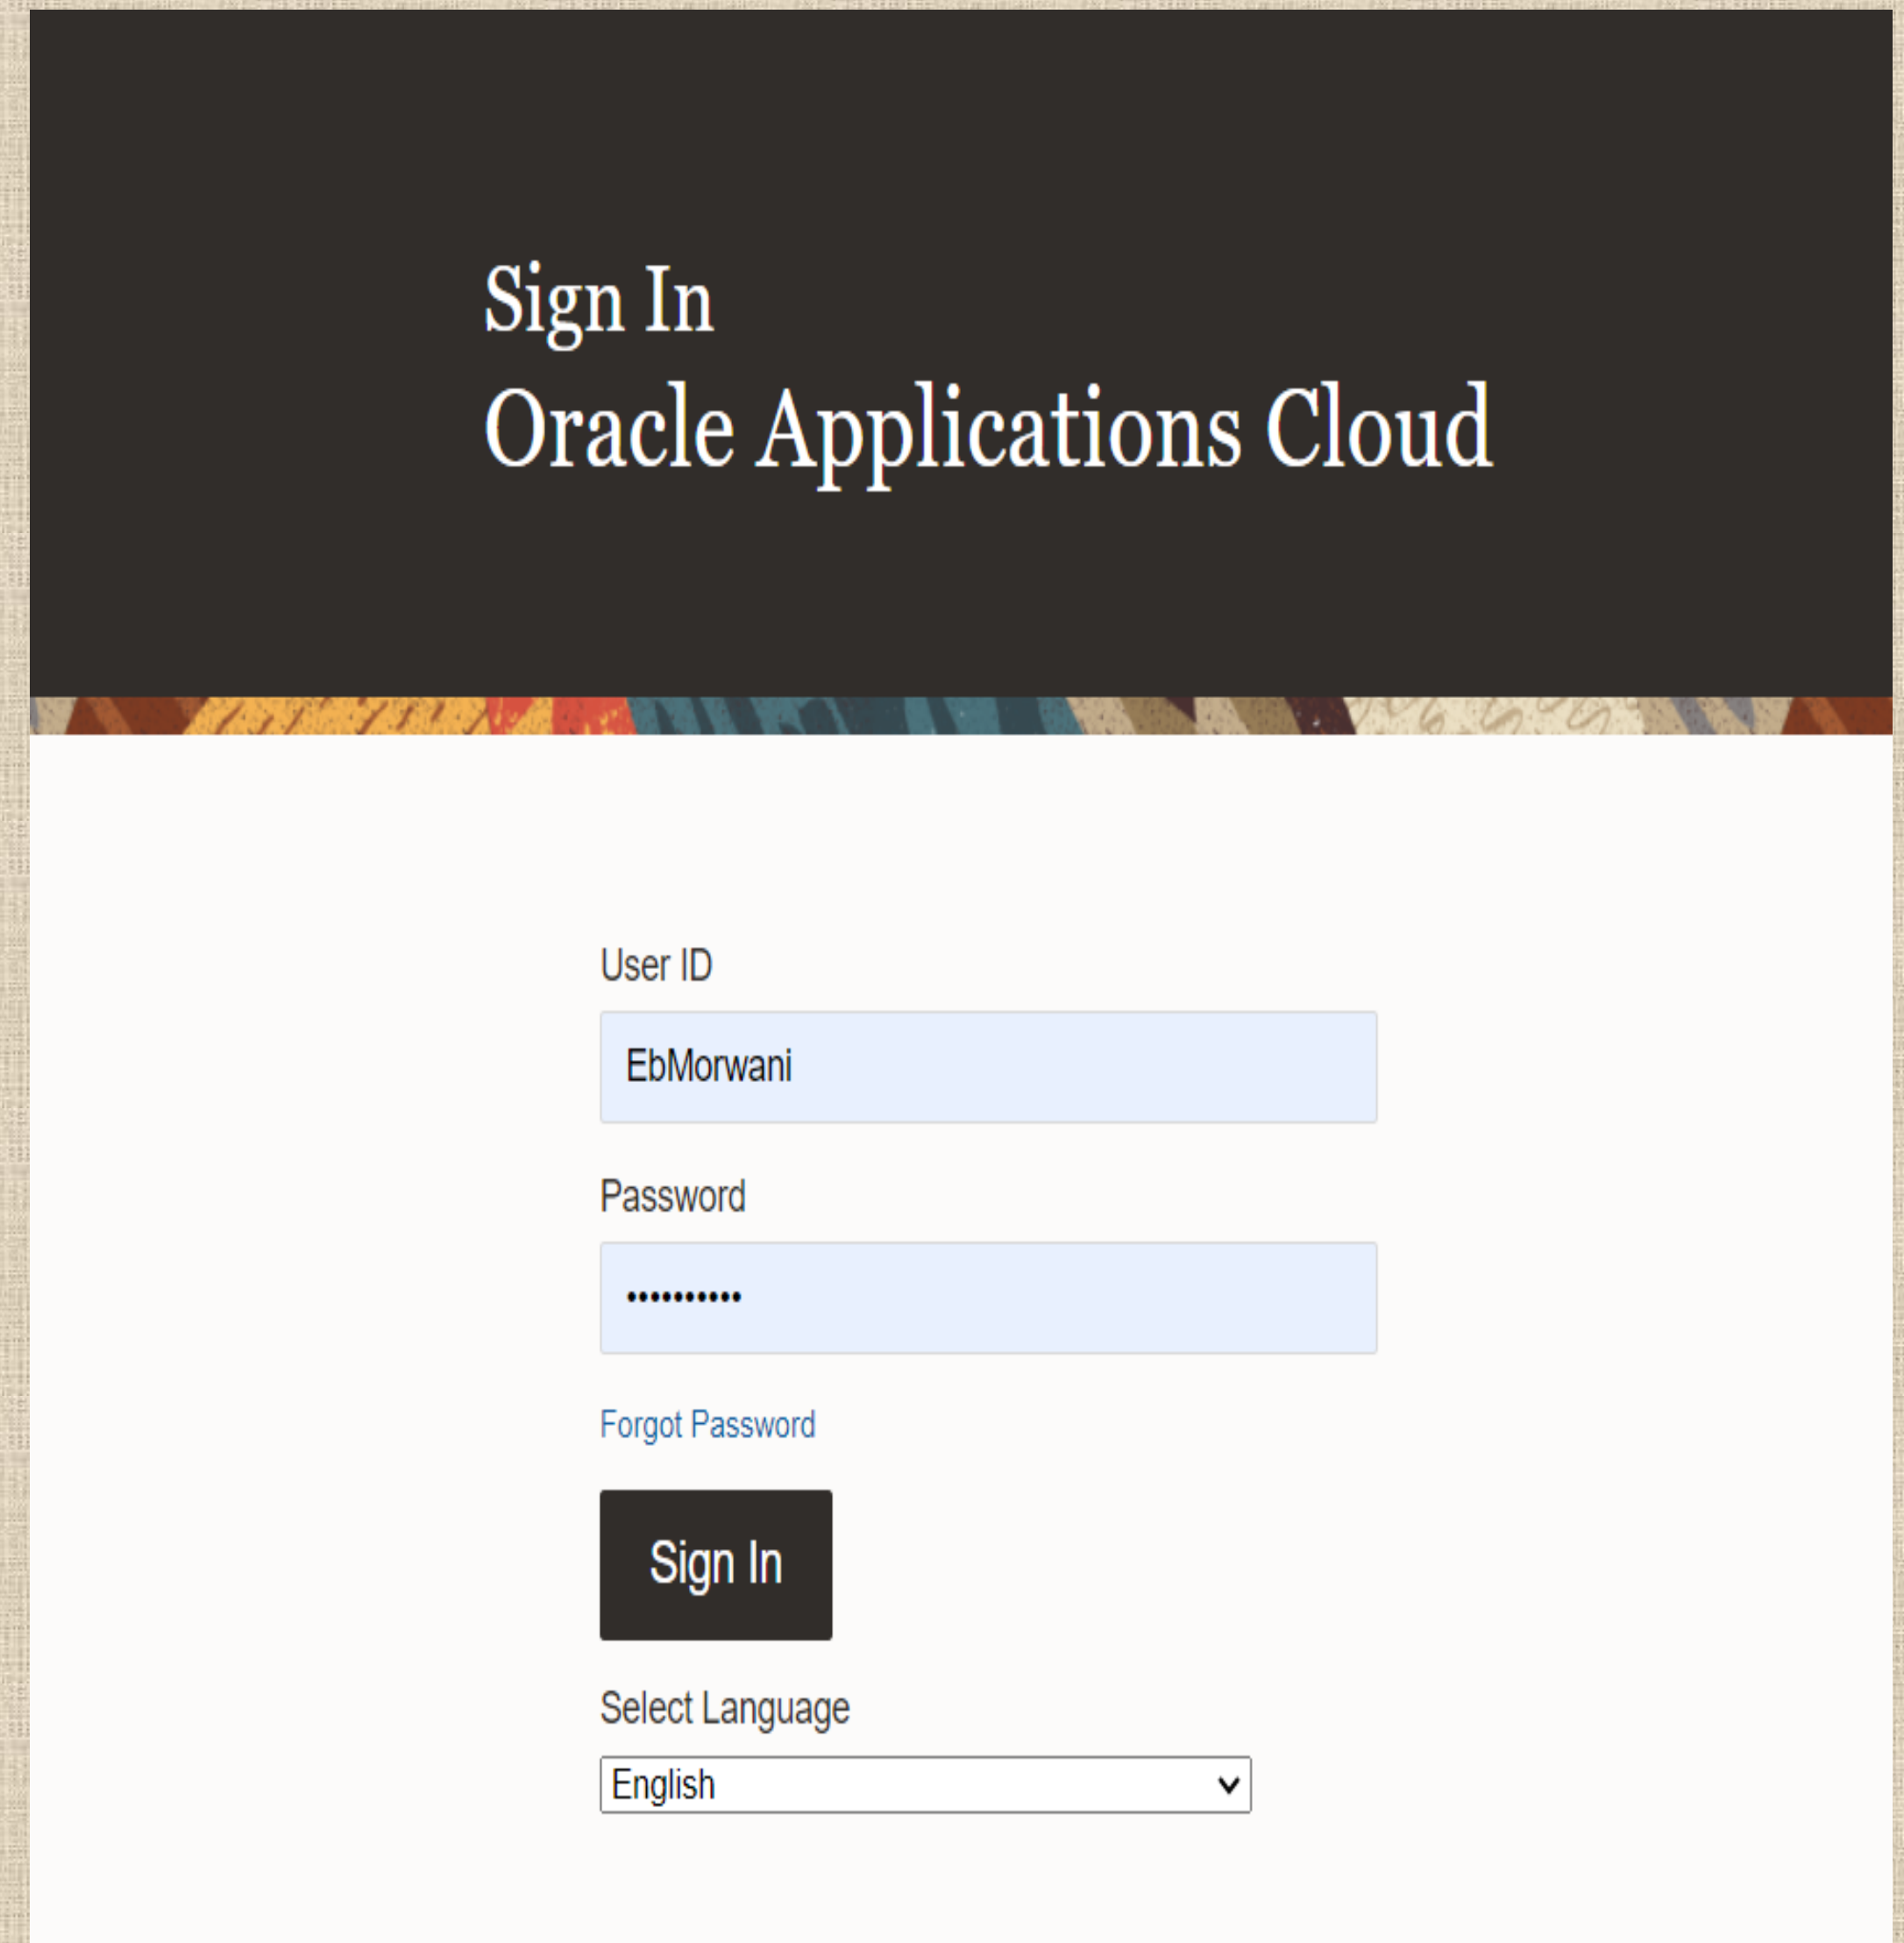 Sign In
Oracle Applications Cloud
User ID
EbMorwani
Password
••••••••••
Forgot Password
Sign In
Select Language
English